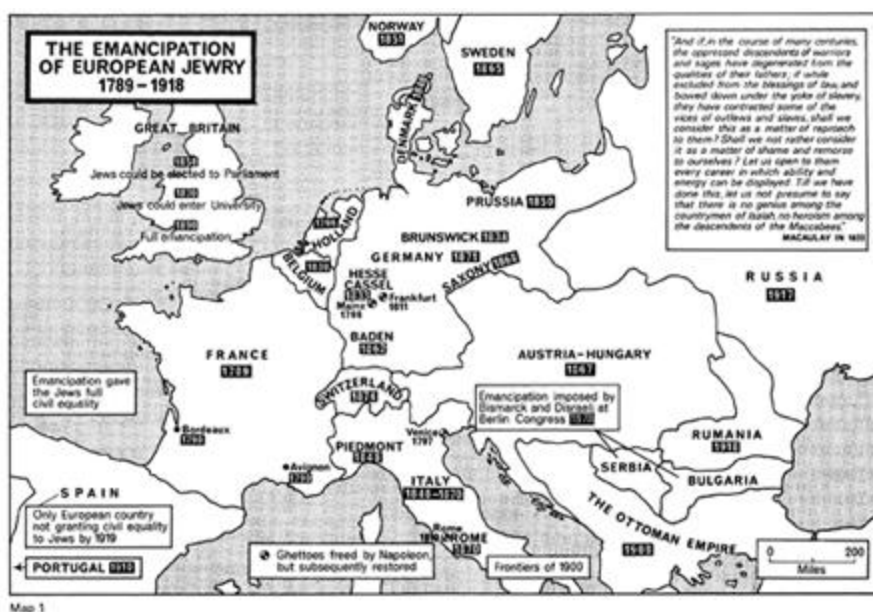 THE EMANCIPATION
OF EUROPEAN JEWRY
1789–1918
NORWAY
1851
SWEDEN
1865
"And if, in the course of many centuries,
the oppressed descendents of warriors
and sages have degenerated from the
qualities of their fathers; if while
excluded from the blessings of law, and
bowed down under the yoke of slavery,
they have contracted some of the
vices of outlaws and slaves, shall we
consider this as a matter of reproach
to them? Shall we not rather consider
it as a matter of shame and remorse
to ourselves? Let us open to them
every career in which ability and
energy can be displayed. Till we have
done this, let us not presume to say
that there is no genius among the
countrymen of Isaiah, no heroism among
the descendents of the Maccabees."
MACAULAY IN
GREAT BRITAIN
Jews could be elected to Parliament
1870
Jews could enter University
1890
Full emancipation
DENMARK
HOLLAND
BELGIUM
1830
PRUSSIA 1850
BRUNSWICK
GERMANY 1871
SAXONY
HESSE
CASSEL
1833
Mainz
Frankfurt
1811
BADEN
1862
RUSSIA
1917
FRANCE
AUSTRIA-HUNGARY
1867
SWITZERLAND
1874
Emancipation gave
the Jews full
civil equality
Bordeaux
Avignon
PIEDMONT
Venice
1797
Emancipation imposed by
Bismarck and Disraeli at
Berlin Congress
RUMANIA
SERBIA
BULGARIA
ITALY
1848–1870
Rome
ROME
1870
THE OTTOMAN EMPIRE
SPAIN
Only European country
not granting civil equality
to Jews by 1919
PORTUGAL 1910
Ghettoes freed by Napoleon,
but subsequently restored
Frontiers of 1900
0 200
Miles
Map 1